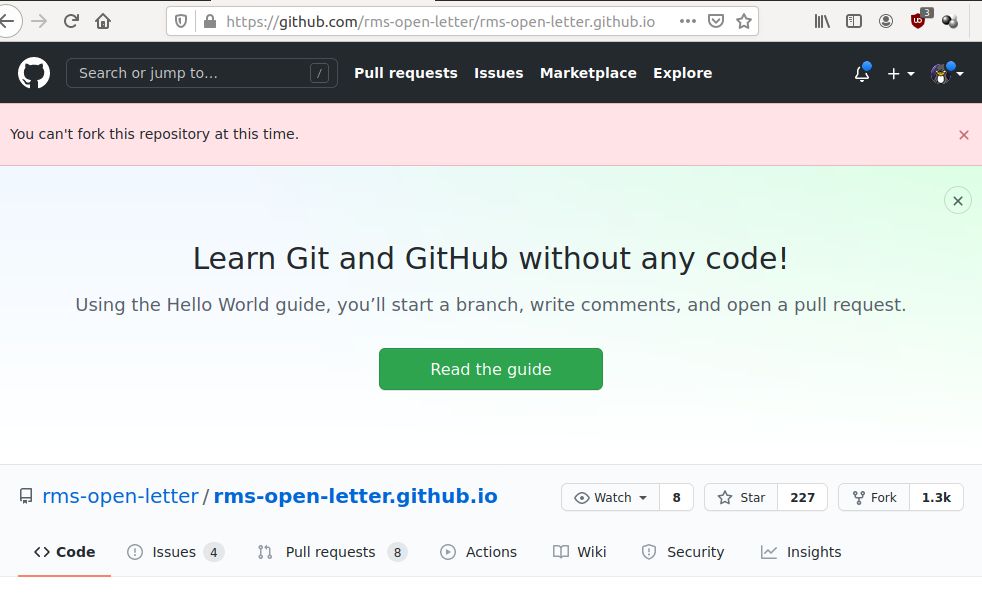 https://github.com/rms-open-letter/rms-open-letter.github.io
3
Search or jump to… /
Pull requests Issues Marketplace Explore
You can't fork this repository at this time.
Learn Git and GitHub without any code!
Using the Hello World guide, you’ll start a branch, write comments, and open a pull request.
Read the guide
rms-open-letter / rms-open-letter.github.io Watch 8 Star 227 Fork 1.3k
Code Issues 4 Pull requests 8 Actions Wiki Security Insights